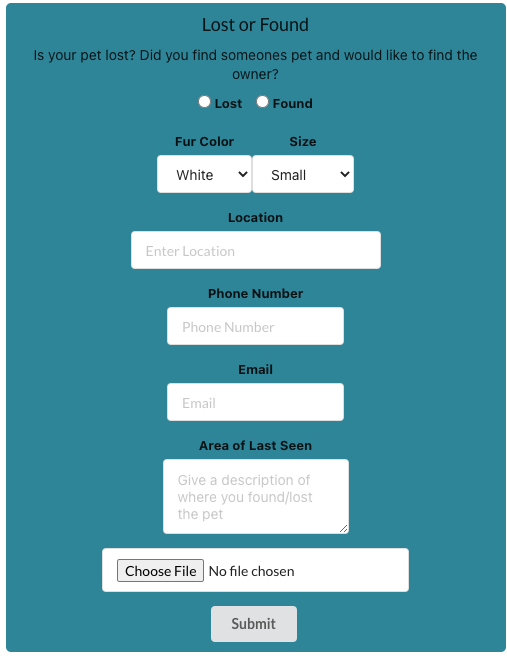 Lost or Found
Is your pet lost? Did you find someones pet and would like to find the
owner?
Lost Found
Fur Color Size
White Small
Location
Enter Location
Phone Number
Phone Number
Email
Email
Area of Last Seen
Give a description of
where you found/lost
the pet
Choose File No file chosen
Submit